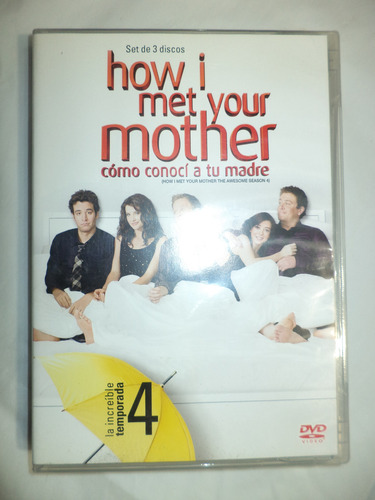 Set de 3 discos
how i
met your
mother
cómo conocí a tu madre
(HOW I MET YOUR MOTHER THE AWESOME SEASON 4)
la increíble
temporada
4
DVD
VIDEO